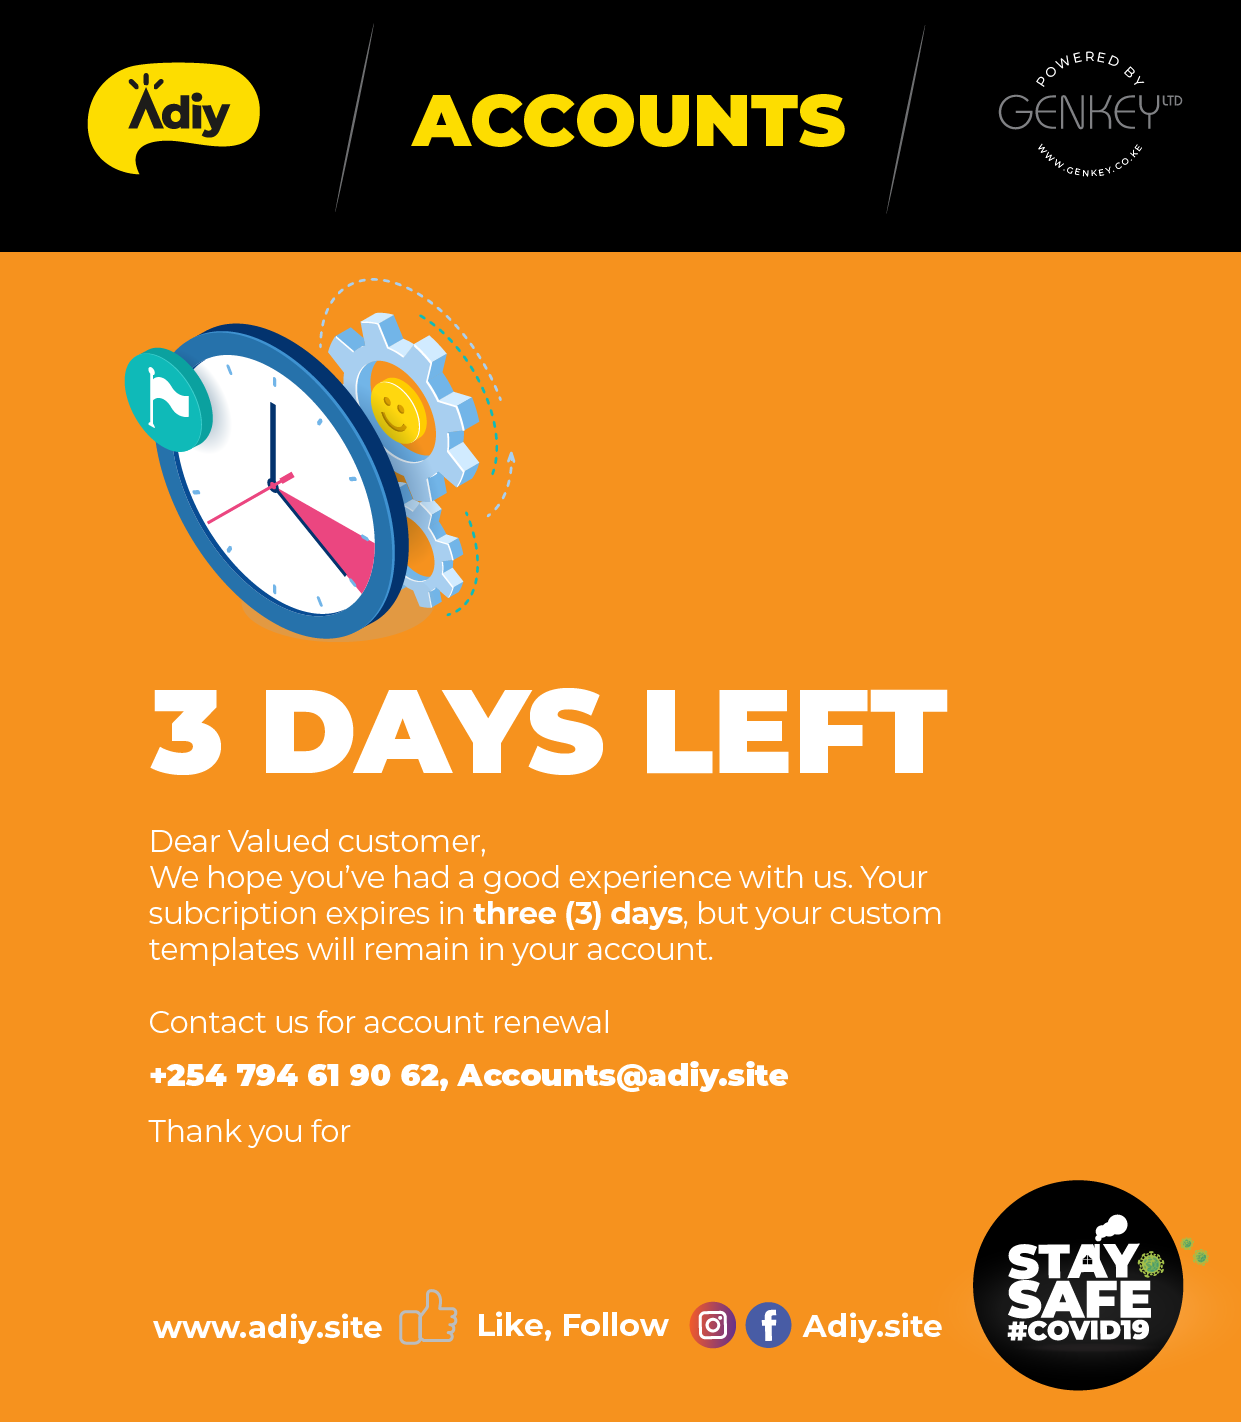 Adiy
ACCOUNTS
POWERED BY
GENKEY LTD
WWW.GENKEY.CO.KE
3 DAYS LEFT
Dear Valued customer,
We hope you’ve had a good experience with us. Your
subcription expires in three (3) days, but your custom
templates will remain in your account.
Contact us for account renewal
+254 794 61 90 62, Accounts@adiy.site
Thank you for
www.adiy.site Like, Follow Adiy.site
STAY
SAFE
#COVID19